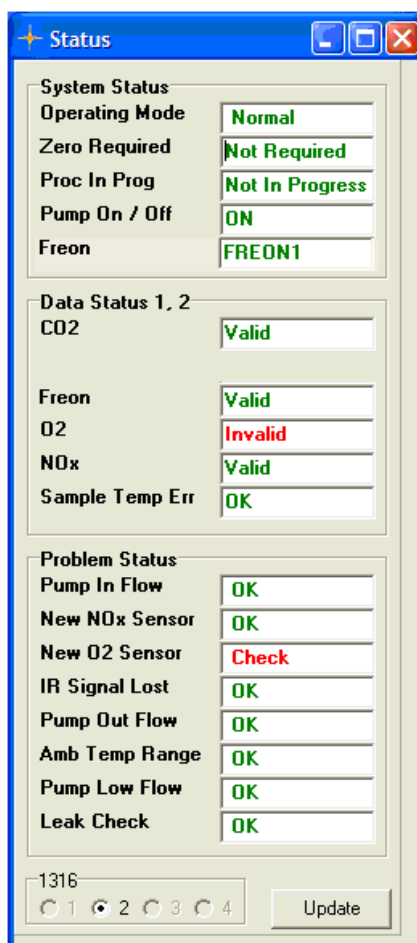 Status
System Status
Operating Mode Normal
Zero Required Not Required
Proc In Prog Not In Progress
Pump On / Off ON
Freon FREON1
Data Status 1, 2
CO2 Valid
Freon Valid
O2 Invalid
NOx Valid
Sample Temp Err OK
Problem Status
Pump In Flow OK
New NOx Sensor OK
New O2 Sensor Check
IR Signal Lost OK
Pump Out Flow OK
Amb Temp Range OK
Pump Low Flow OK
Leak Check OK
1316
1 2 3 4 Update